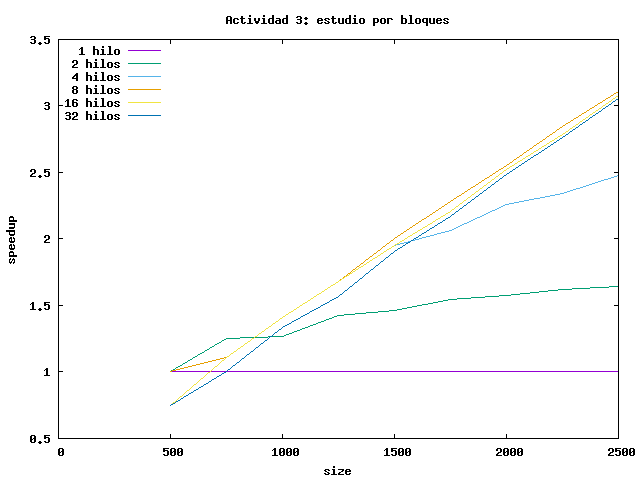 Actividad 3: estudio por bloques
3.5
1 hilo
2 hilos
4 hilos
8 hilos
16 hilos
32 hilos
3
2.5
2
1.5
1
0.5
speedup
0 500 1000 1500 2000 2500
size